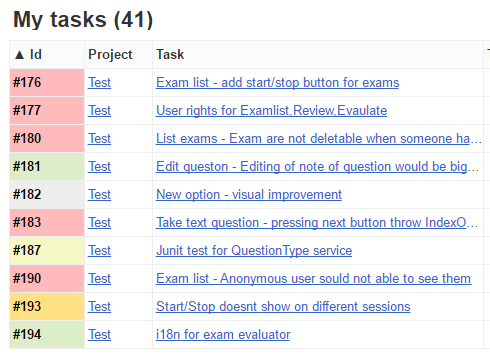 My tasks (41)
▲ Id Project Task
#176 Test Exam list - add start/stop button for exams
#177 Test User rights for Examlist,Review,Evaulate
#180 Test List exams - Exam are not deletable when someone ha...
#181 Test Edit queston - Editing of note of question would be big...
#182 Test New option - visual improvement
#183 Test Take text question - pressing next button throw IndexO...
#187 Test Junit test for QuestionType service
#190 Test Exam list - Anonymous user sould not able to see them
#193 Test Start/Stop doesnt show on different sessions
#194 Test i18n for exam evaluator